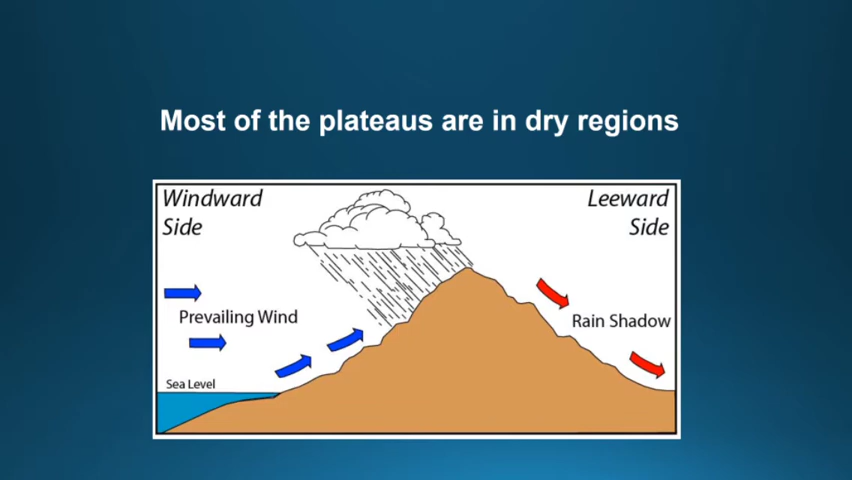 Most of the plateaus are in dry regions
Windward
Side
Leeward
Side
Prevailing Wind
Rain Shadow
Sea Level